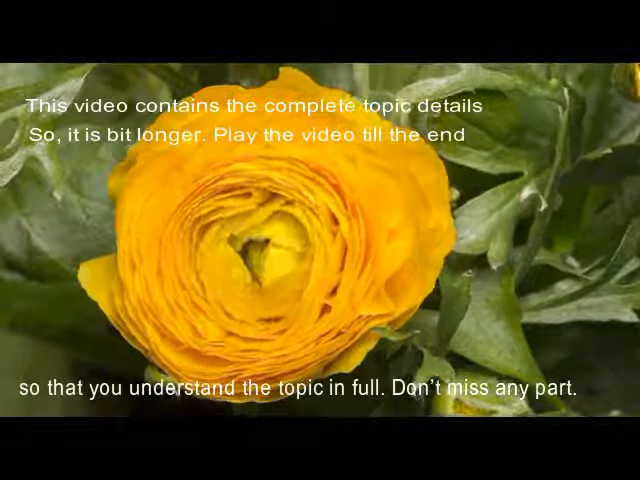 This video contains the complete topic details
So, it is bit longer. Play the video till the end
so that you understand the topic in full. Don't miss any part.